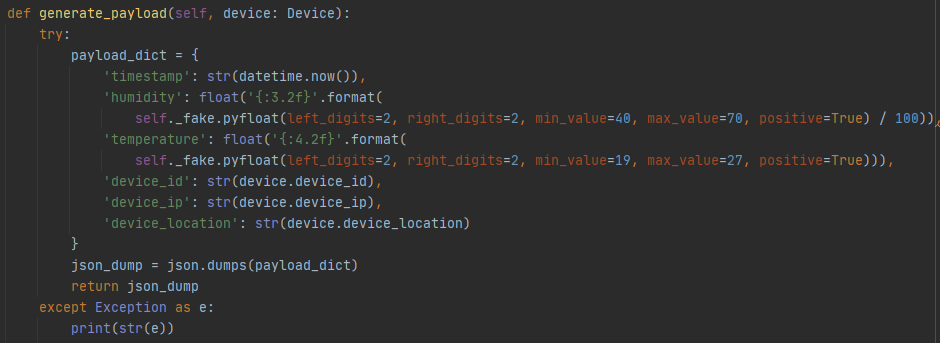 def generate_payload(self, device: Device):
try:
payload_dict = {
'timestamp': str(datetime.now()),
'humidity': float('{:3.2f}'.format(
self._fake.pyfloat(left_digits=2, right_digits=2, min_value=40, max_value=70, positive=True) / 100)),
'temperature': float('{:4.2f}'.format(
self._fake.pyfloat(left_digits=2, right_digits=2, min_value=19, max_value=27, positive=True))),
'device_id': str(device.device_id),
'device_ip': str(device.device_ip),
'device_location': str(device.device_location)
}
json_dump = json.dumps(payload_dict)
return json_dump
except Exception as e:
print(str(e))